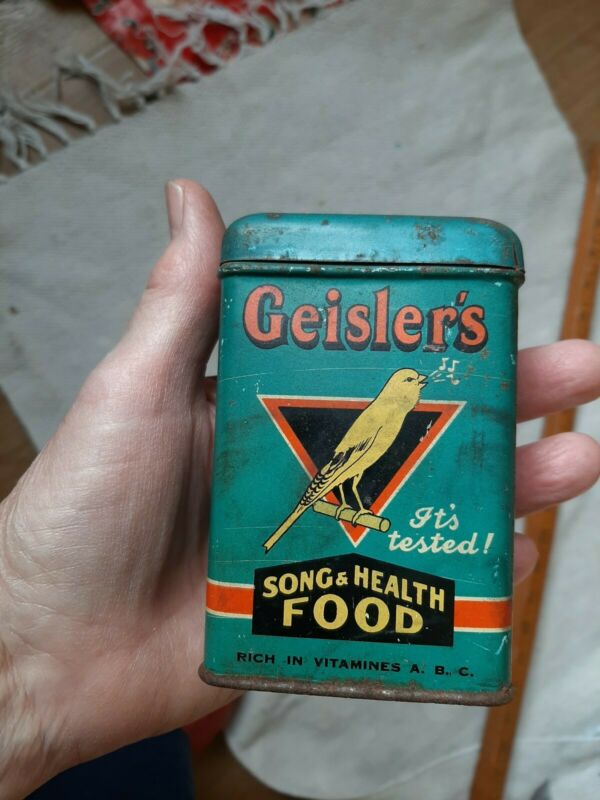 Geisler's
It's
tested!
SONG & HEALTH
FOOD
RICH IN VITAMINES A. B. C.